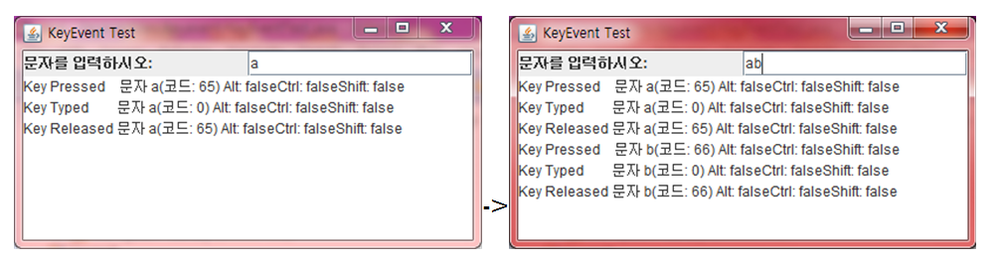 KeyEvent Test
문자를 입력하시오:
a
Key Pressed 문자 a(코드: 65) Alt: falseCtrl: falseShift: false
Key Typed 문자 a(코드: 0) Alt: falseCtrl: falseShift: false
Key Released 문자 a(코드: 65) Alt: falseCtrl: falseShift: false
->
KeyEvent Test
문자를 입력하시오:
ab
Key Pressed 문자 a(코드: 65) Alt: falseCtrl: falseShift: false
Key Typed 문자 a(코드: 0) Alt: falseCtrl: falseShift: false
Key Released 문자 a(코드: 65) Alt: falseCtrl: falseShift: false
Key Pressed 문자 b(코드: 66) Alt: falseCtrl: falseShift: false
Key Typed 문자 b(코드: 0) Alt: falseCtrl: falseShift: false
Key Released 문자 b(코드: 66) Alt: falseCtrl: falseShift: false